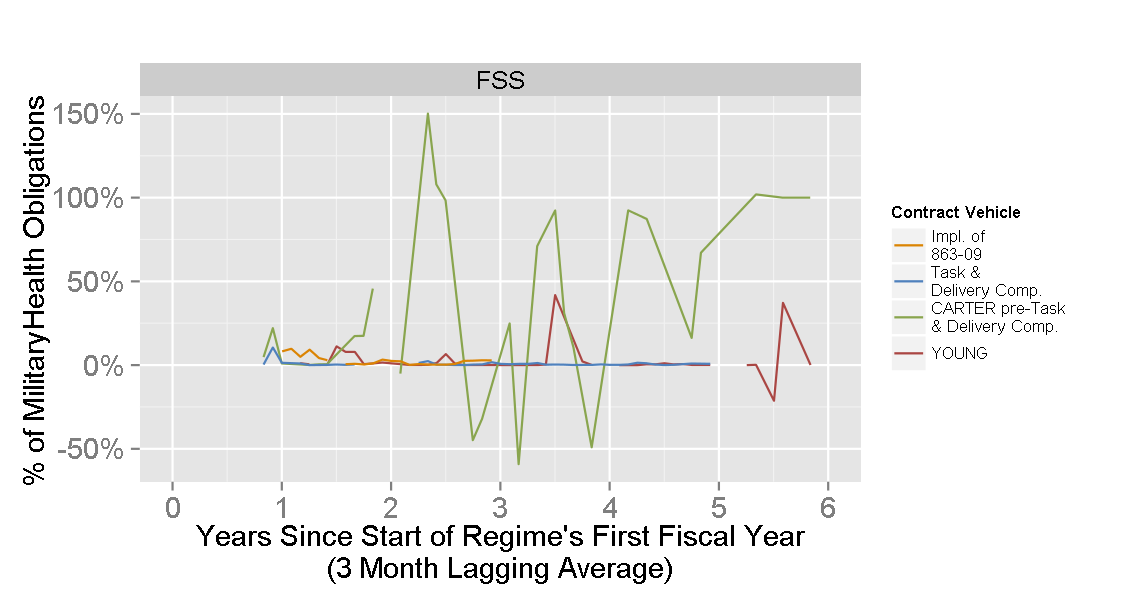 FSS
% of MilitaryHealth Obligations
150%
100%
50%
0%
-50%
0 1 2 3 4 5 6
Years Since Start of Regime's First Fiscal Year
(3 Month Lagging Average)
Contract Vehicle
Impl. of
863-09
Task &
Delivery Comp.
CARTER pre-Task
& Delivery Comp.
YOUNG